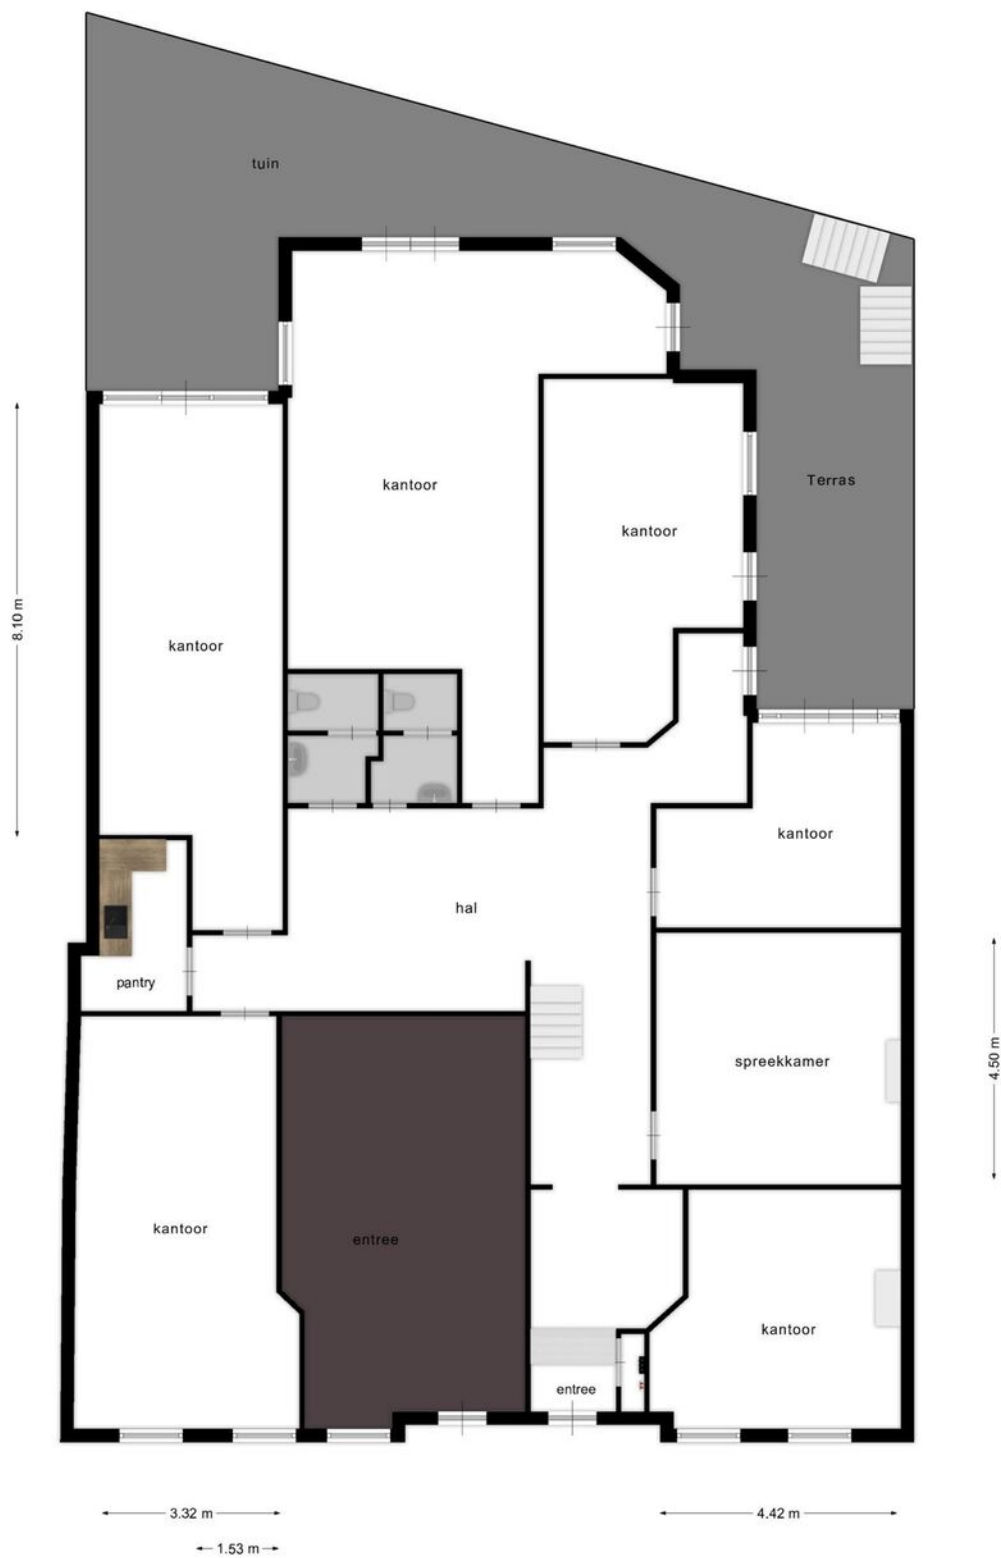 tuin
Terras
kantoor
kantoor
8.10 m
kantoor
kantoor
hal
pantry
4.50 m
spreekkamer
kantoor
entree
kantoor
entree
3.32 m
4.42 m
1.53 m